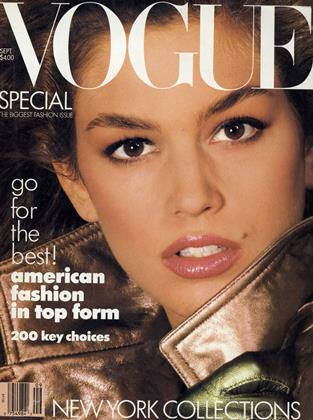 VOGUE
SEPT.
$4.00
SPECIAL
THE BIGGEST FASHION ISSUE
go
for
the
best!
american
fashion
in top form
200 key choices
NEW YORK COLLECTIONS